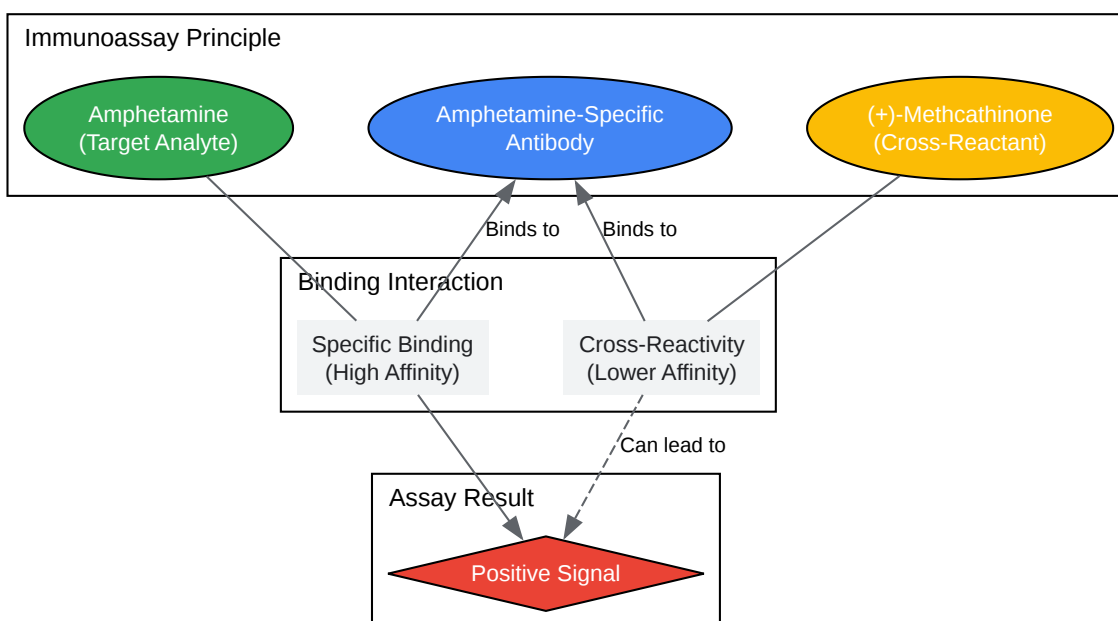 Immunoassay Principle
Amphetamine
(Target Analyte)
Amphetamine-Specific
Antibody
(+)-Methcathinone
(Cross-Reactant)
Binds to
Binds to
Binding Interaction
Specific Binding
(High Affinity)
Cross-Reactivity
(Lower Affinity)
Can lead to
Assay Result
Positive Signal